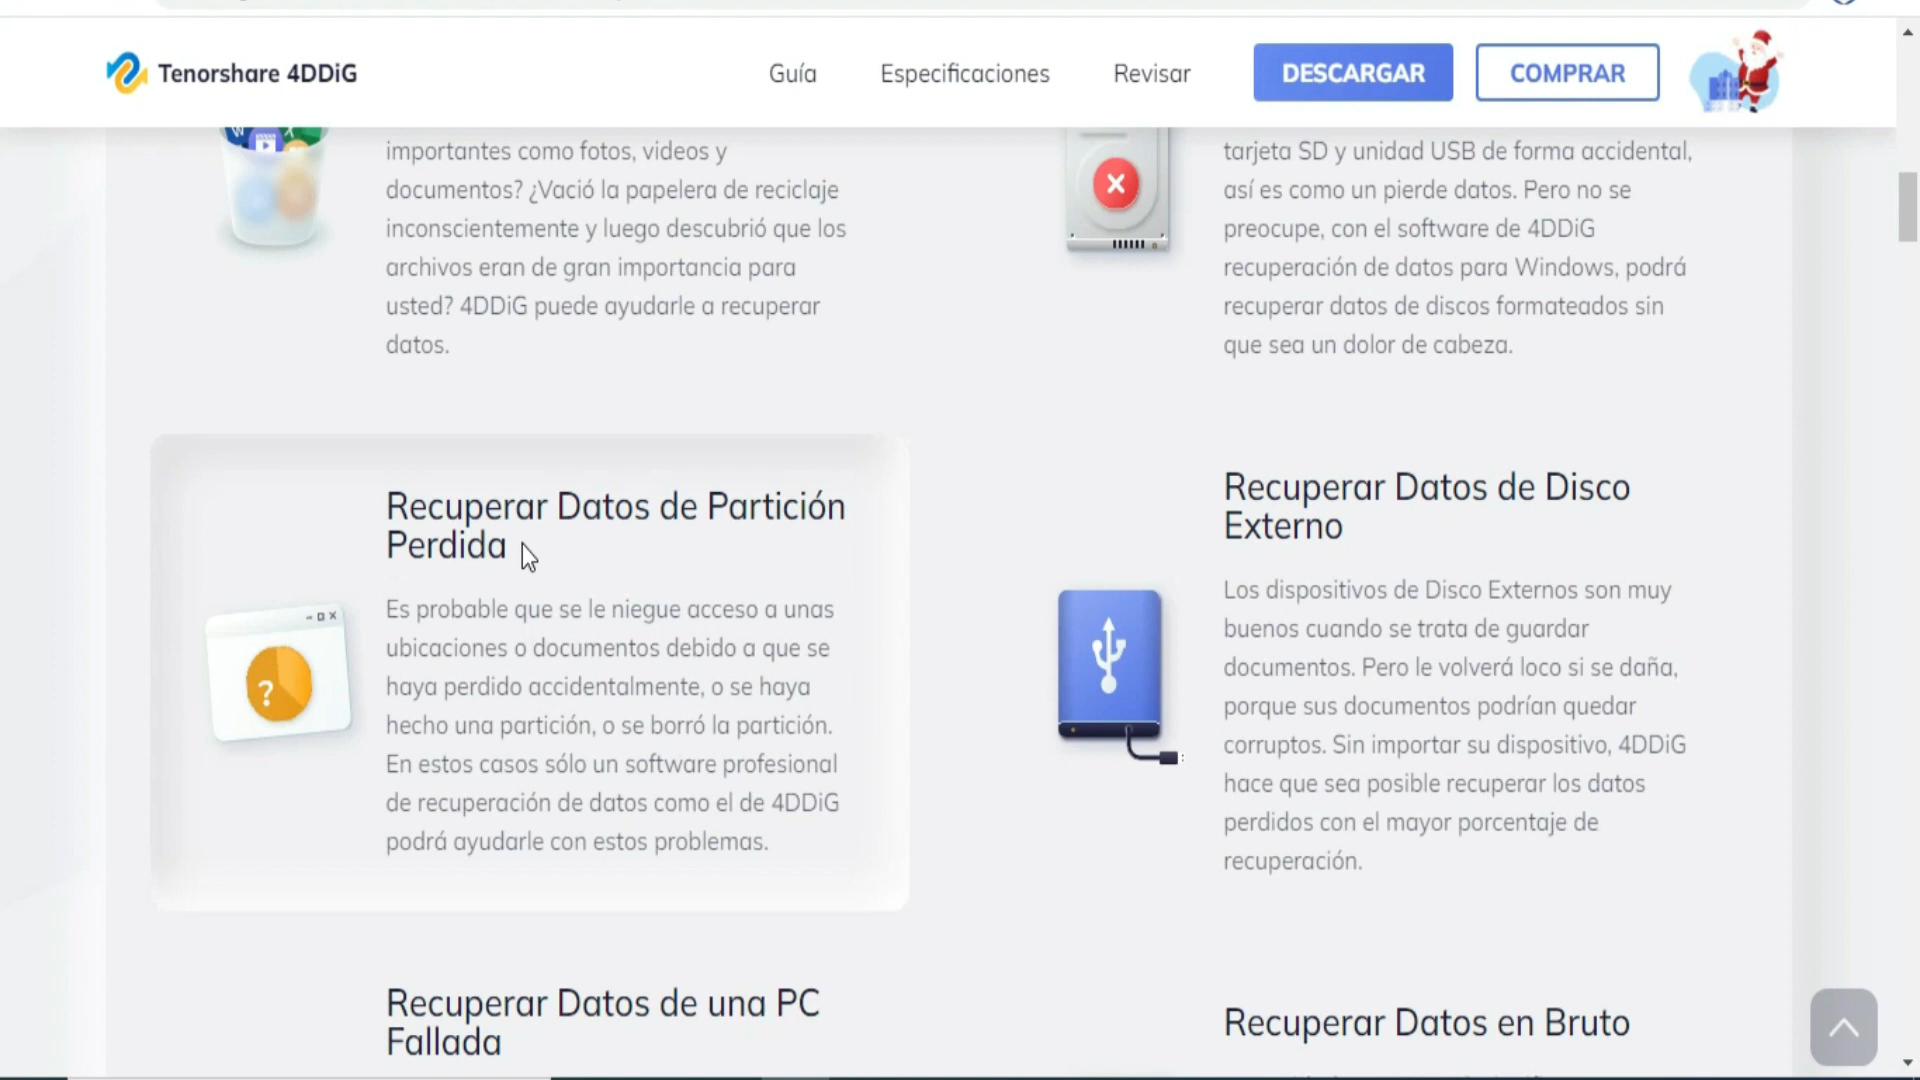 Tenorshare 4DDiG
Guía
Especificaciones
Revisar
DESCARGAR
COMPRAR
importantes como fotos, videos y
documentos? ¿Vació la papelera de reciclaje
inconscientemente y luego descubrió que los
archivos eran de gran importancia para
usted? 4DDiG puede ayudarle a recuperar
datos.
tarjeta SD y unidad USB de forma accidental,
así es como un pierde datos. Pero no se
preocupe, con el software de 4DDiG
recuperación de datos para Windows, podrá
recuperar datos de discos formateados sin
que sea un dolor de cabeza.
Recuperar Datos de Partición
Perdida
Es probable que se le niegue acceso a unas
ubicaciones o documentos debido a que se
haya perdido accidentalmente, o se haya
hecho una partición, o se borró la partición.
En estos casos sólo un software profesional
de recuperación de datos como el de 4DDiG
podrá ayudarle con estos problemas.
Recuperar Datos de Disco
Externo
Los dispositivos de Disco Externos son muy
buenos cuando se trata de guardar
documentos. Pero le volverá loco si se daña,
porque sus documentos podrían quedar
corruptos. Sin importar su dispositivo, 4DDiG
hace que sea posible recuperar los datos
perdidos con el mayor porcentaje de
recuperación.
Recuperar Datos de una PC
Fallada
Recuperar Datos en Bruto